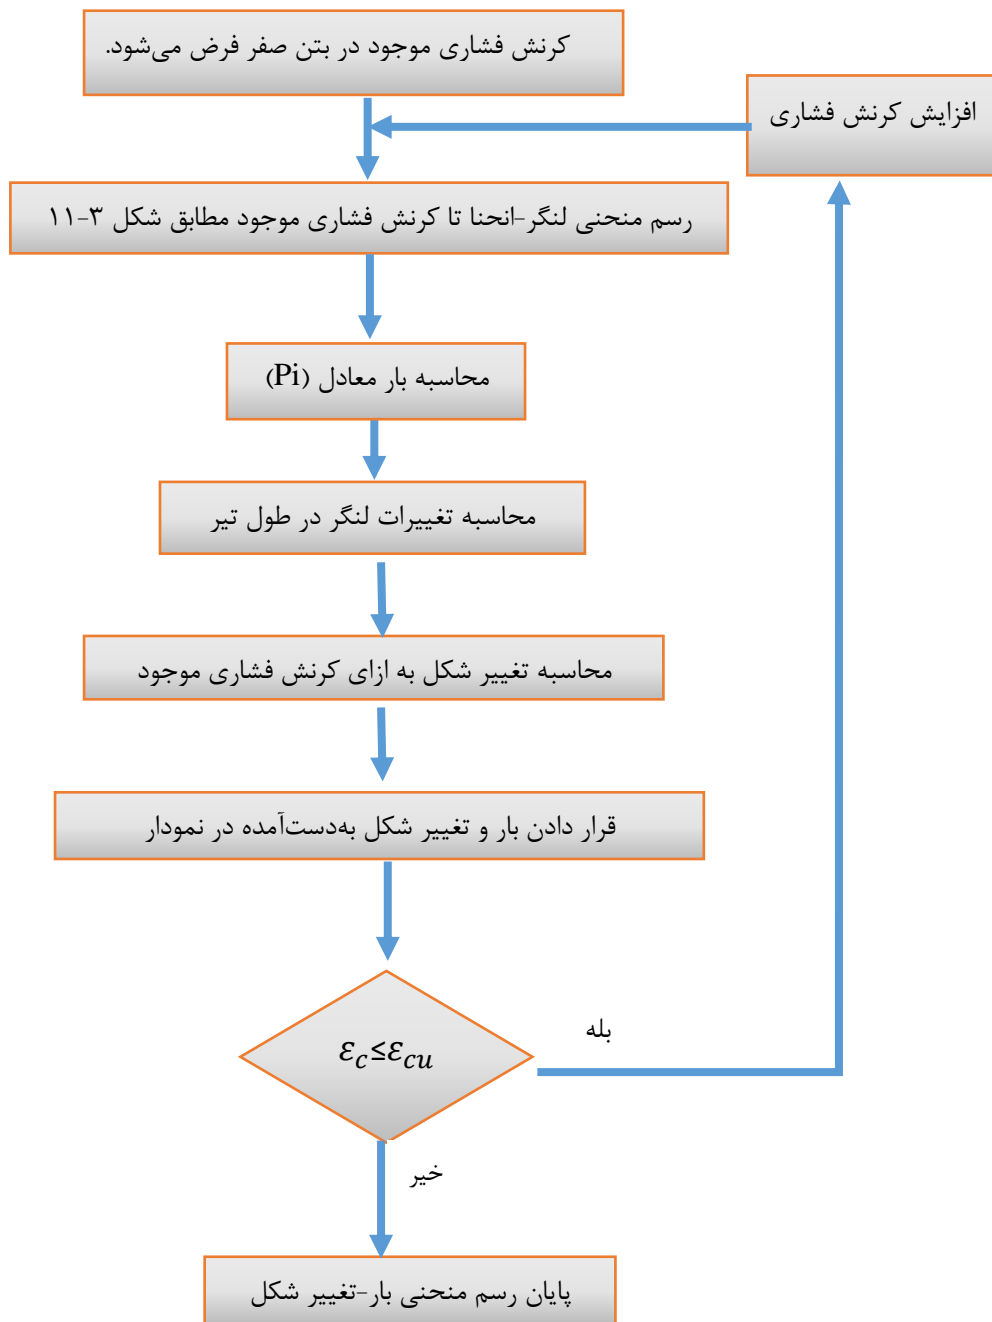 کرنش فشاری موجود در بتن صفر فرض می‌شود.
افزایش کرنش فشاری
رسم منحنی لنگر-انحنا تا کرنش فشاری موجود مطابق شکل ۳-۱۱
محاسبه بار معادل (Pi)
محاسبه تغییرات لنگر در طول تیر
محاسبه تغییر شکل به ازای کرنش فشاری موجود
قرار دادن بار و تغییر شکل به‌دست‌آمده در نمودار
ε_c≤ε_cu
بله
خیر
پایان رسم منحنی بار-تغییر شکل